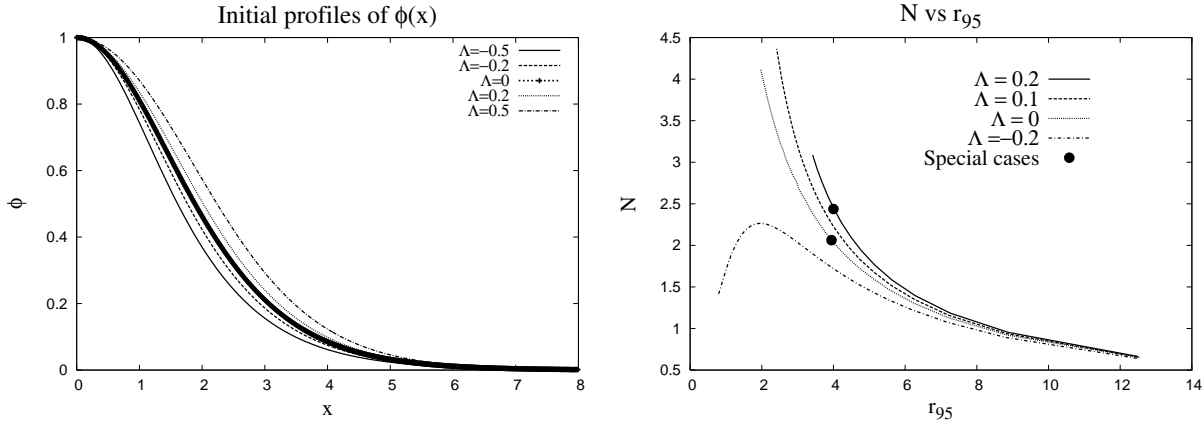 Initial profiles of ϕ(x)
1
0.8
0.6
0.4
0.2
0
ϕ
0 1 2 3 4 5 6 7 8
x
Λ=−0.5
Λ=−0.2
Λ=0
Λ=0.2
Λ=0.5
N vs r95
4.5
4
3.5
3
2.5
2
1.5
1
0.5
N
0 2 4 6 8 10 12 14
r95
Λ = 0.2
Λ = 0.1
Λ = 0
Λ =−0.2
Special cases